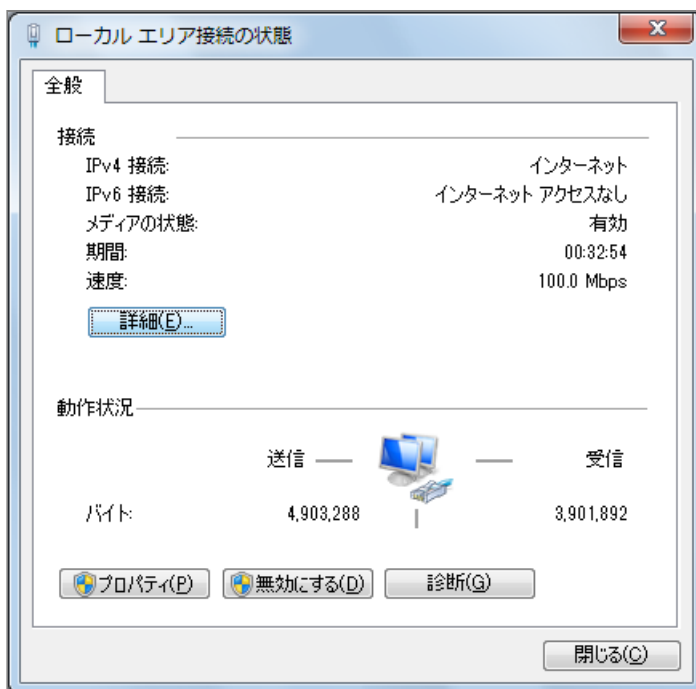 ローカル エリア接続の状態
全般
接続
IPv4 接続: インターネット
IPv6 接続: インターネット アクセスなし
メディアの状態: 有効
期間: 00:32:54
速度: 100.0 Mbps
詳細(E)...
動作状況
送信 受信
バイト: 4,903,288 3,901,892
プロパティ(P) 無効にする(D) 診断(G)
閉じる(C)